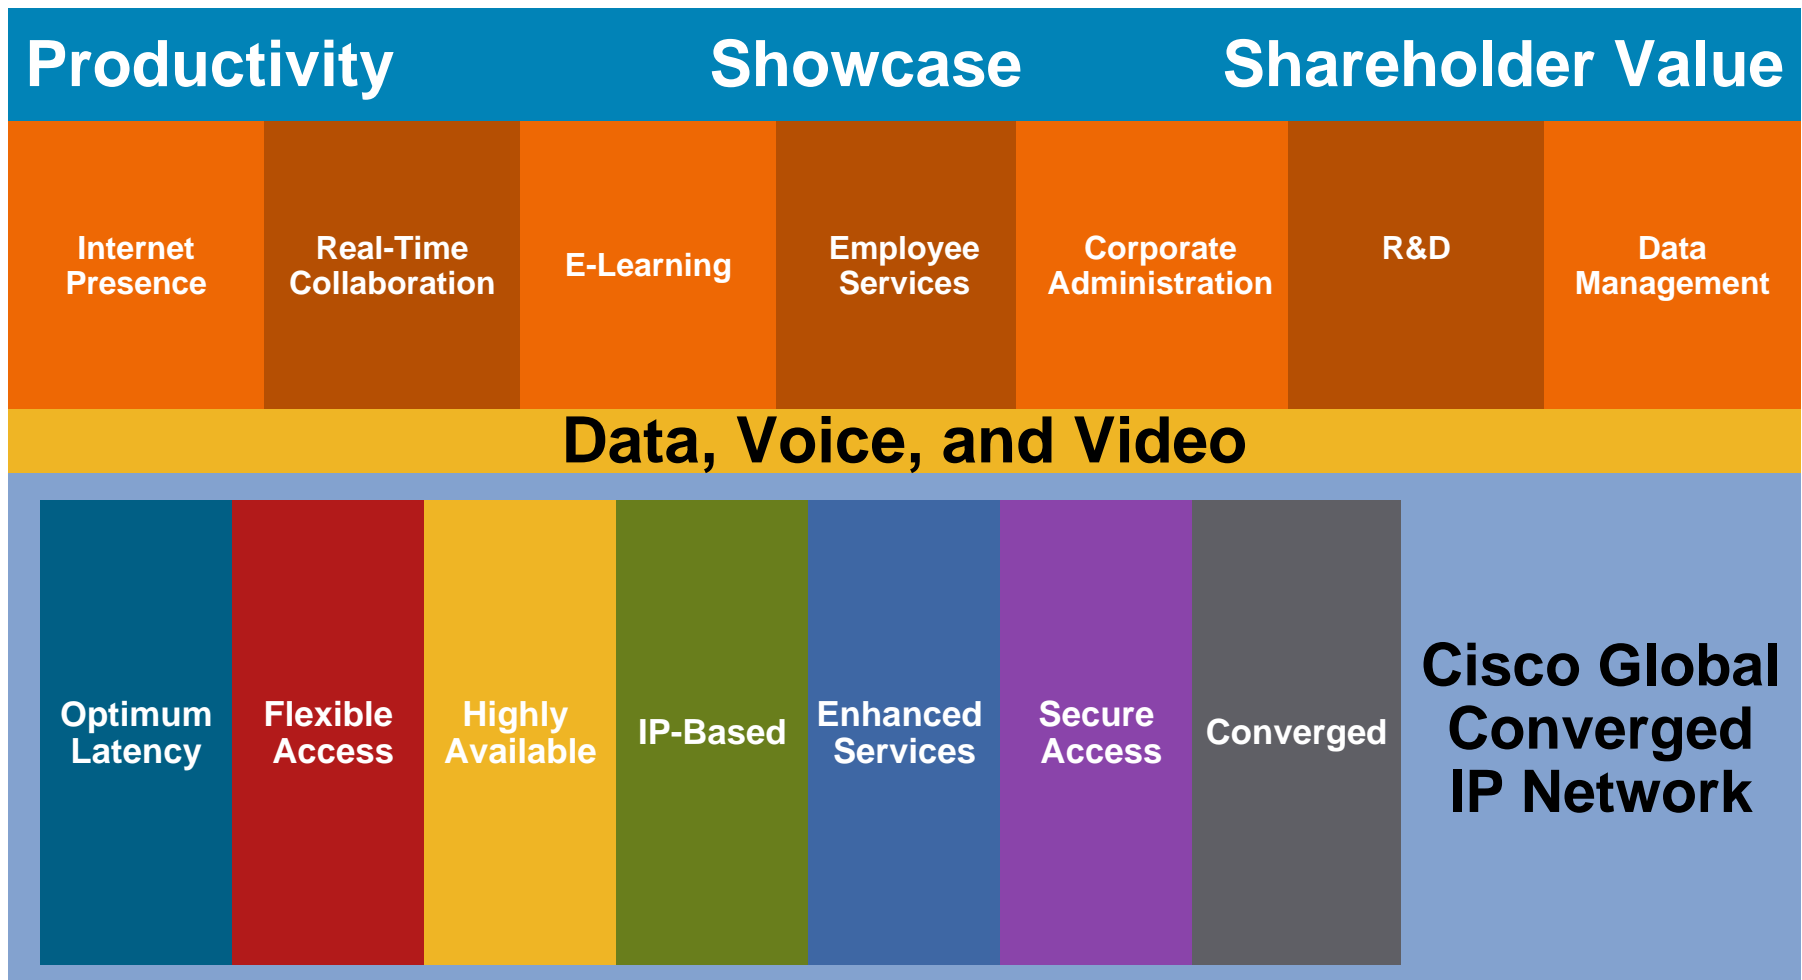 Productivity Showcase Shareholder Value
Internet
Presence
Real-Time
Collaboration
E-Learning
Employee
Services
Corporate
Administration
R&D
Data
Management
Data, Voice, and Video
Optimum
Latency
Flexible
Access
Highly
Available
IP-Based
Enhanced
Services
Secure
Access
Converged
Cisco Global
Converged
IP Network